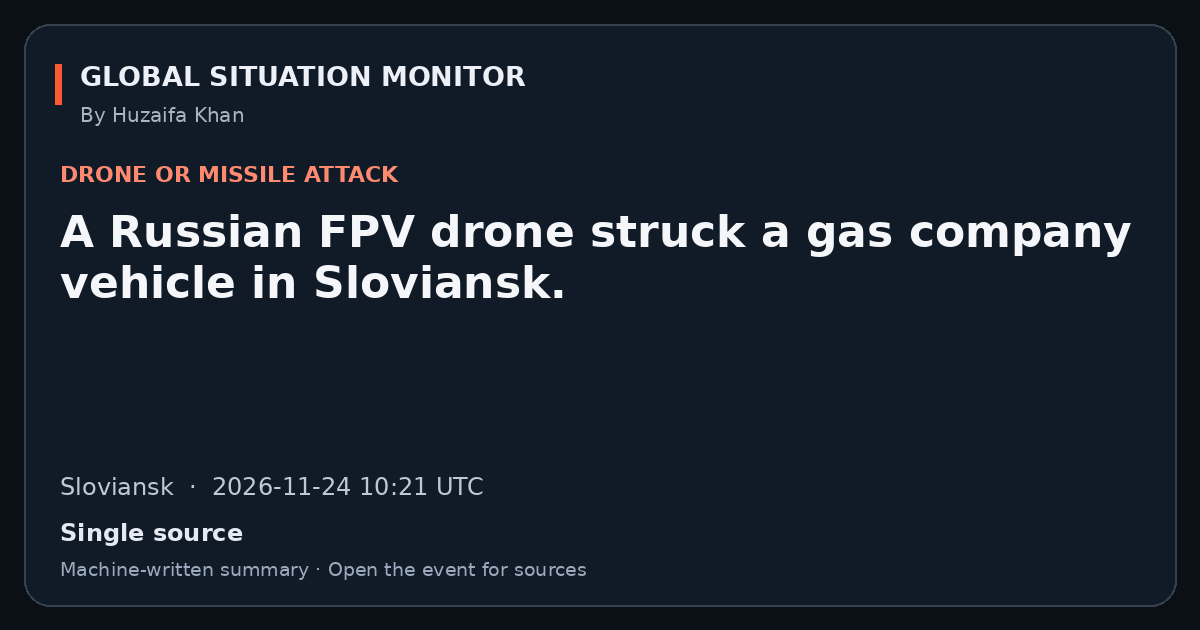 GLOBAL SITUATION MONITOR
By Huzaifa Khan
DRONE OR MISSILE ATTACK
A Russian FPV drone struck a gas company
vehicle in Sloviansk.
Sloviansk · 2026-11-24 10:21 UTC
Single source
Machine-written summary · Open the event for sources